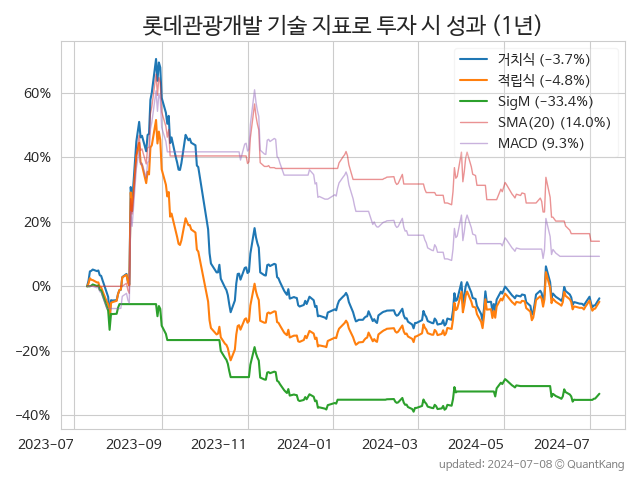 롯데관광개발 기술 지표로 투자 시 성과 (1년)
거치식 (−3.7%)
적립식 (−4.8%)
SigM (−33.4%)
SMA(20) (14.0%)
MACD (9.3%)
60%
40%
20%
0%
−20%
−40%
2023-07 2023-09 2023-11 2024-01 2024-03 2024-05 2024-07
updated: 2024-07-08 ⓒ QuantKang